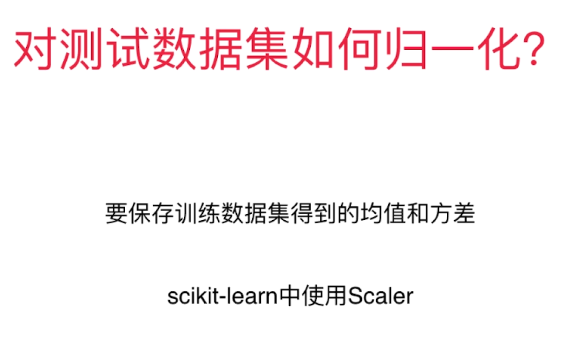 对测试数据集如何归一化?
要保存训练数据集得到的均值和方差
scikit-learn中使用Scaler